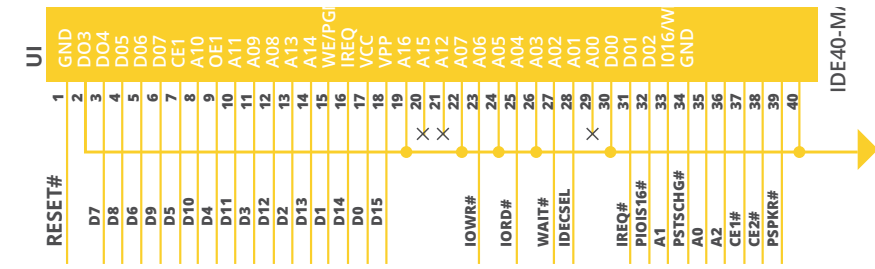 UI
GND
DO3
DO4
D05
D06
D07
CE1
A10
OE1
A11
A09
A08
A13
A14
IREQ
VCC
VPP
A16
A15
A12
A07
A06
A05
A04
A03
A02
A01
A00
D00
D01
D02
GND
1
2
3
4
5
6
7
8
9
10
11
12
13
14
15
16
17
18
19
20
21
22
23
24
25
26
27
28
29
30
31
32
33
34
35
36
37
38
39
40
RESET#
D7
D8
D6
D9
D5
D10
D4
D11
D3
D12
D2
D13
D1
D14
D0
D15
IOWR#
IORD#
WAIT#
IDECSEL
IREQ#
PIOIS16#
A1
PSTSCHG#
A0
A2
CE1#
CE2#
PSPKR#